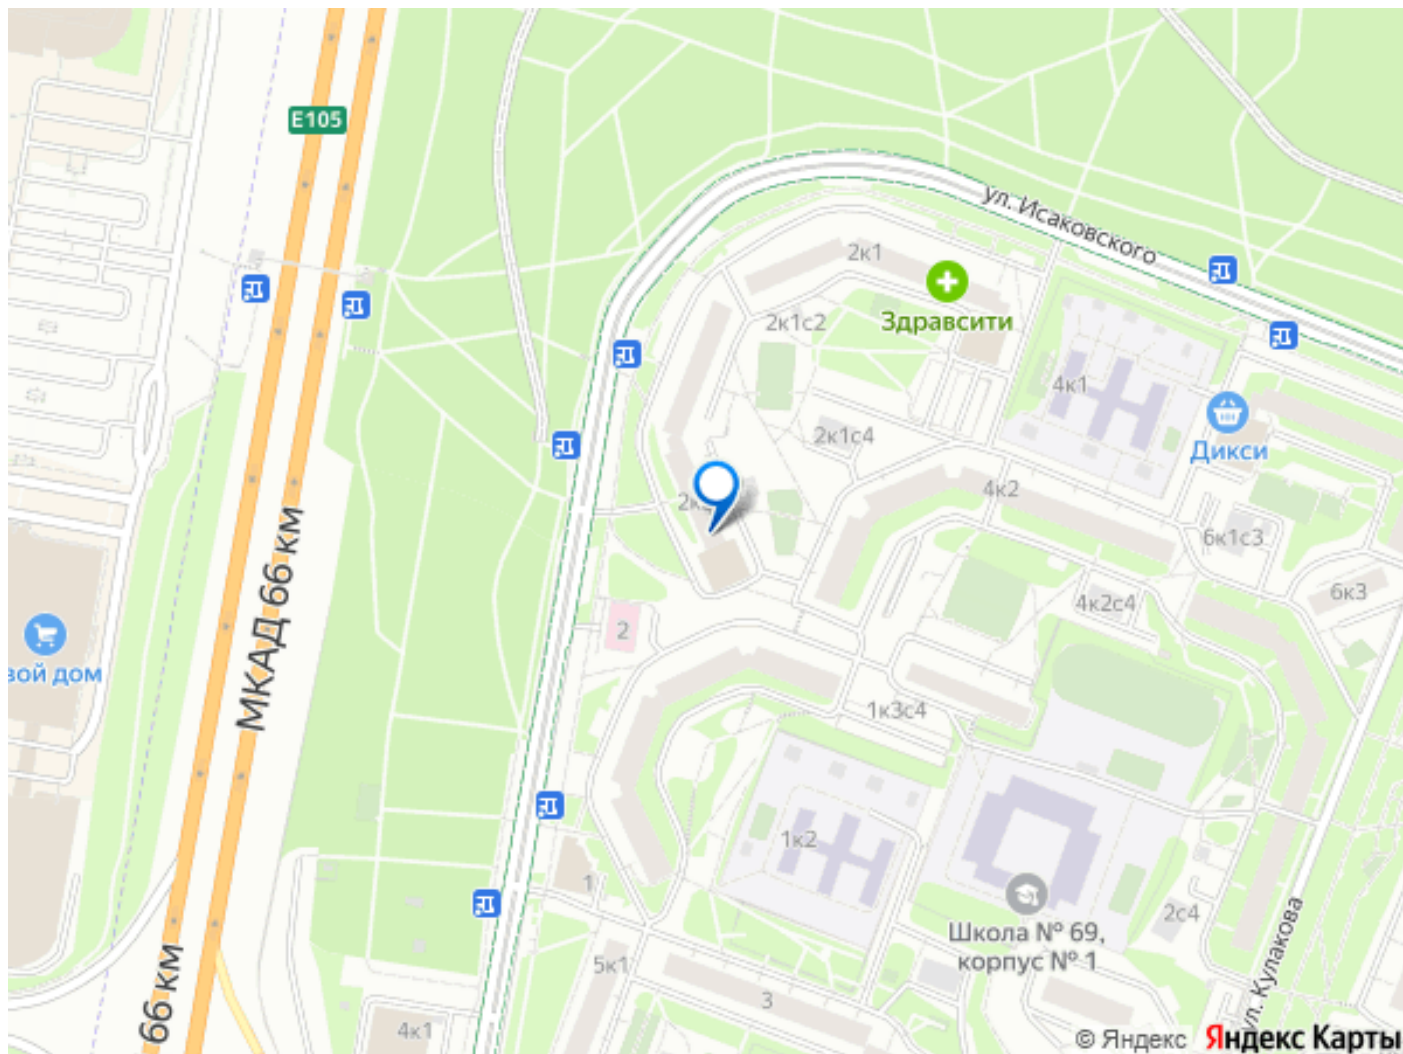 E105
ул. Исаковского
2к1
2к1с2
Здравсити
4к1
2к1с4
Дикси
4к2
6к1с3
МКАД 66 км
6к3
4к2с4
2
вой дом
1к3с4
1к2
1
Школа № 69,
корпус № 1
2с4
ул. Кулакова
5к1
3
4к1
66 км
© Яндекс
Яндекс Карты